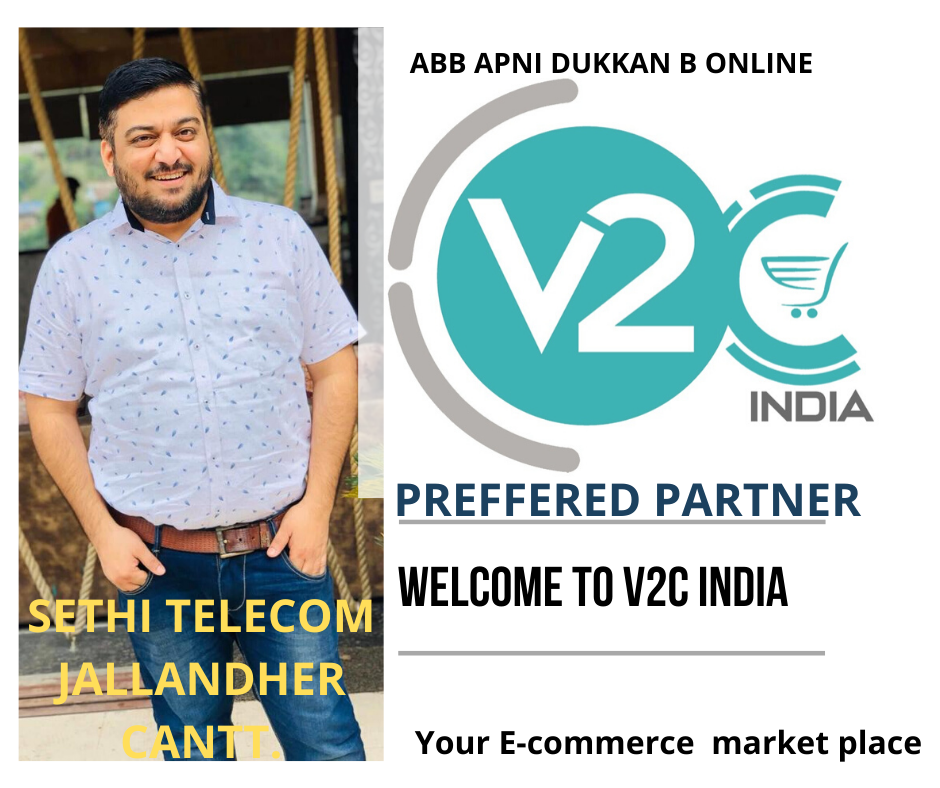 ABB APNI DUKKAN B ONLINE
V2C
INDIA
PREFFERED PARTNER
WELCOME TO V2C INDIA
SETHI TELECOM
JALLANDHER
CANTT.
Your E-commerce market place